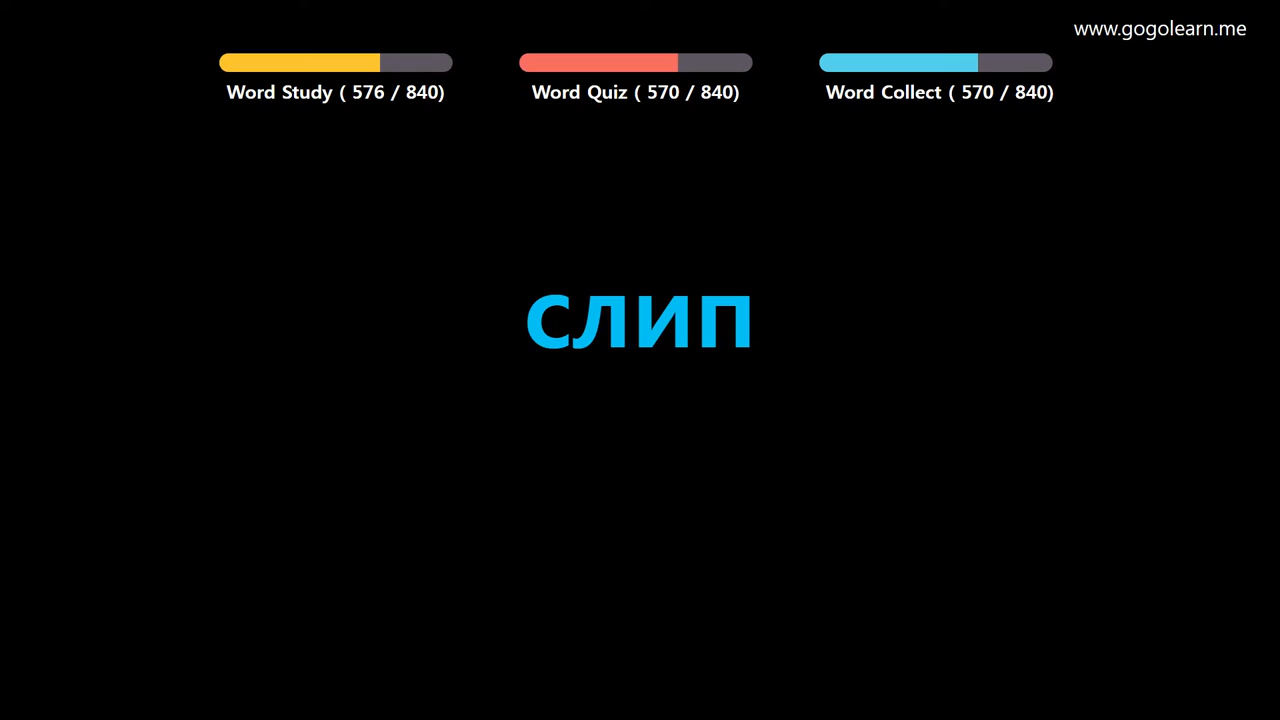 www.gogolearn.me
Word Study ( 576 / 840)
Word Quiz ( 570 / 840)
Word Collect ( 570 / 840)
слип